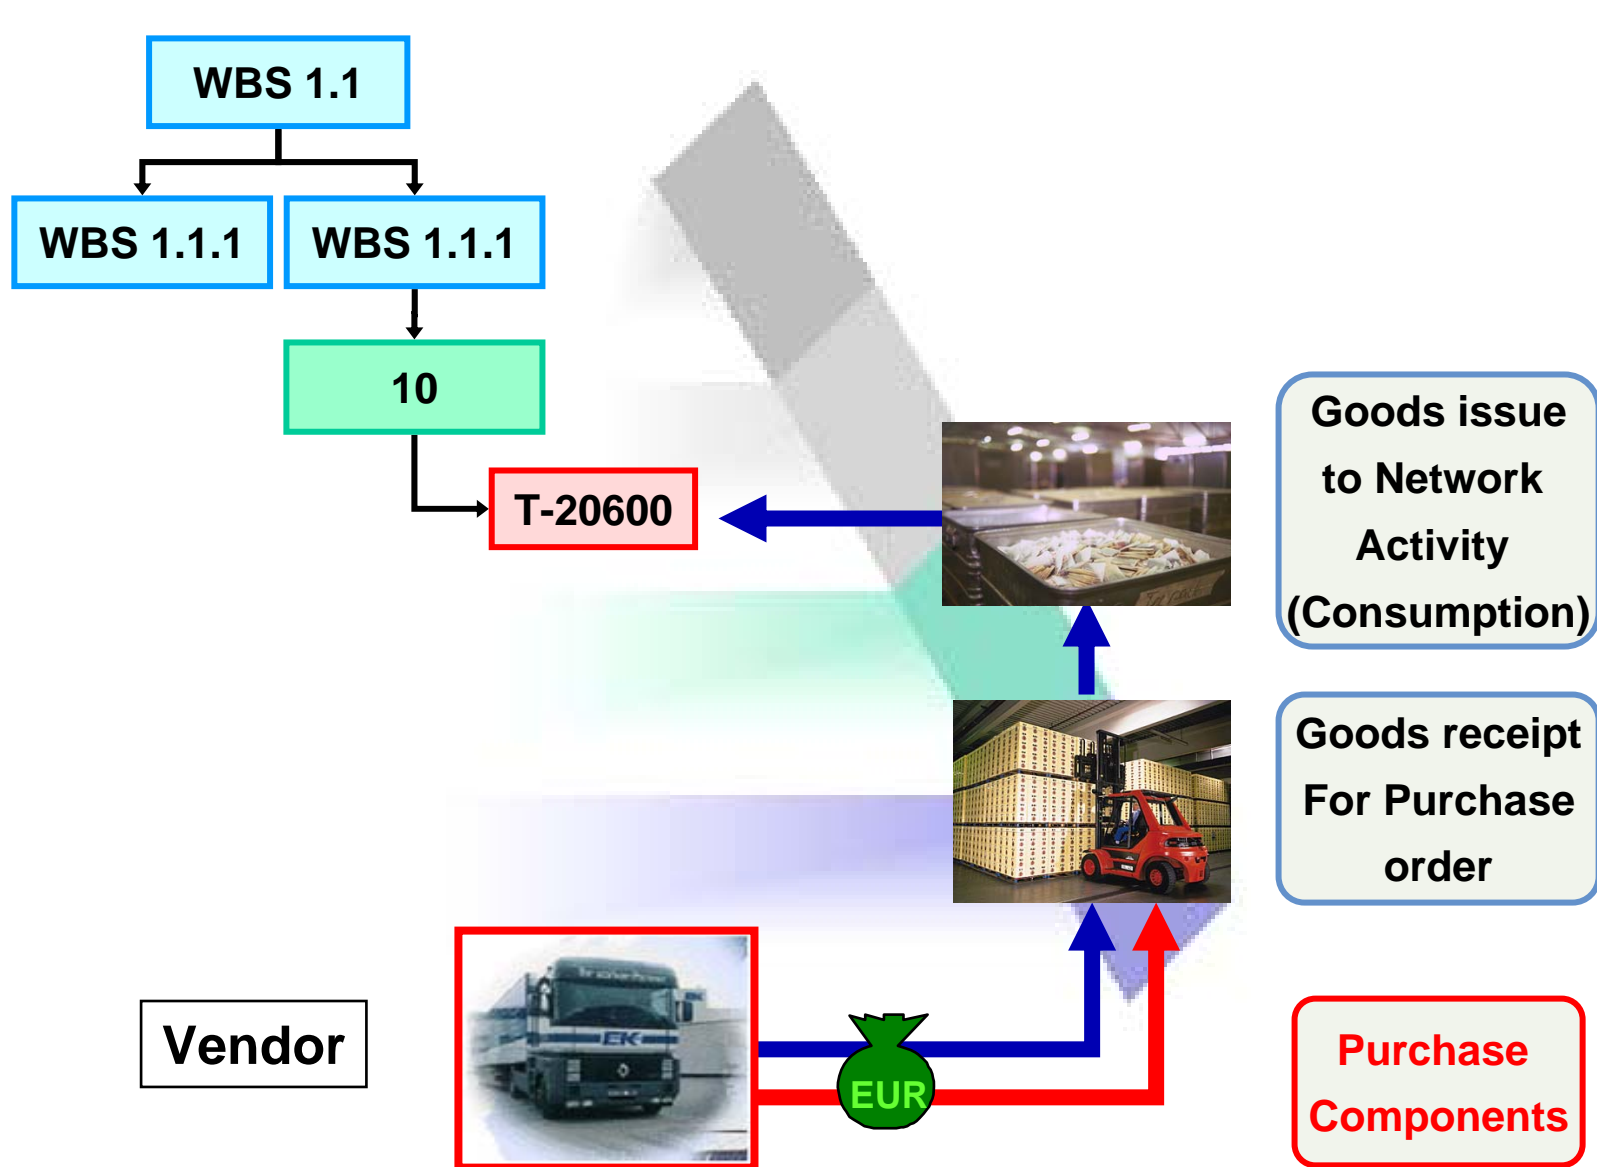 WBS 1.1
WBS 1.1.1
WBS 1.1.1
10
T-20600
Goods issue
to Network
Activity
(Consumption)
Goods receipt
For Purchase
order
Vendor
EK
EUR
Purchase
Components